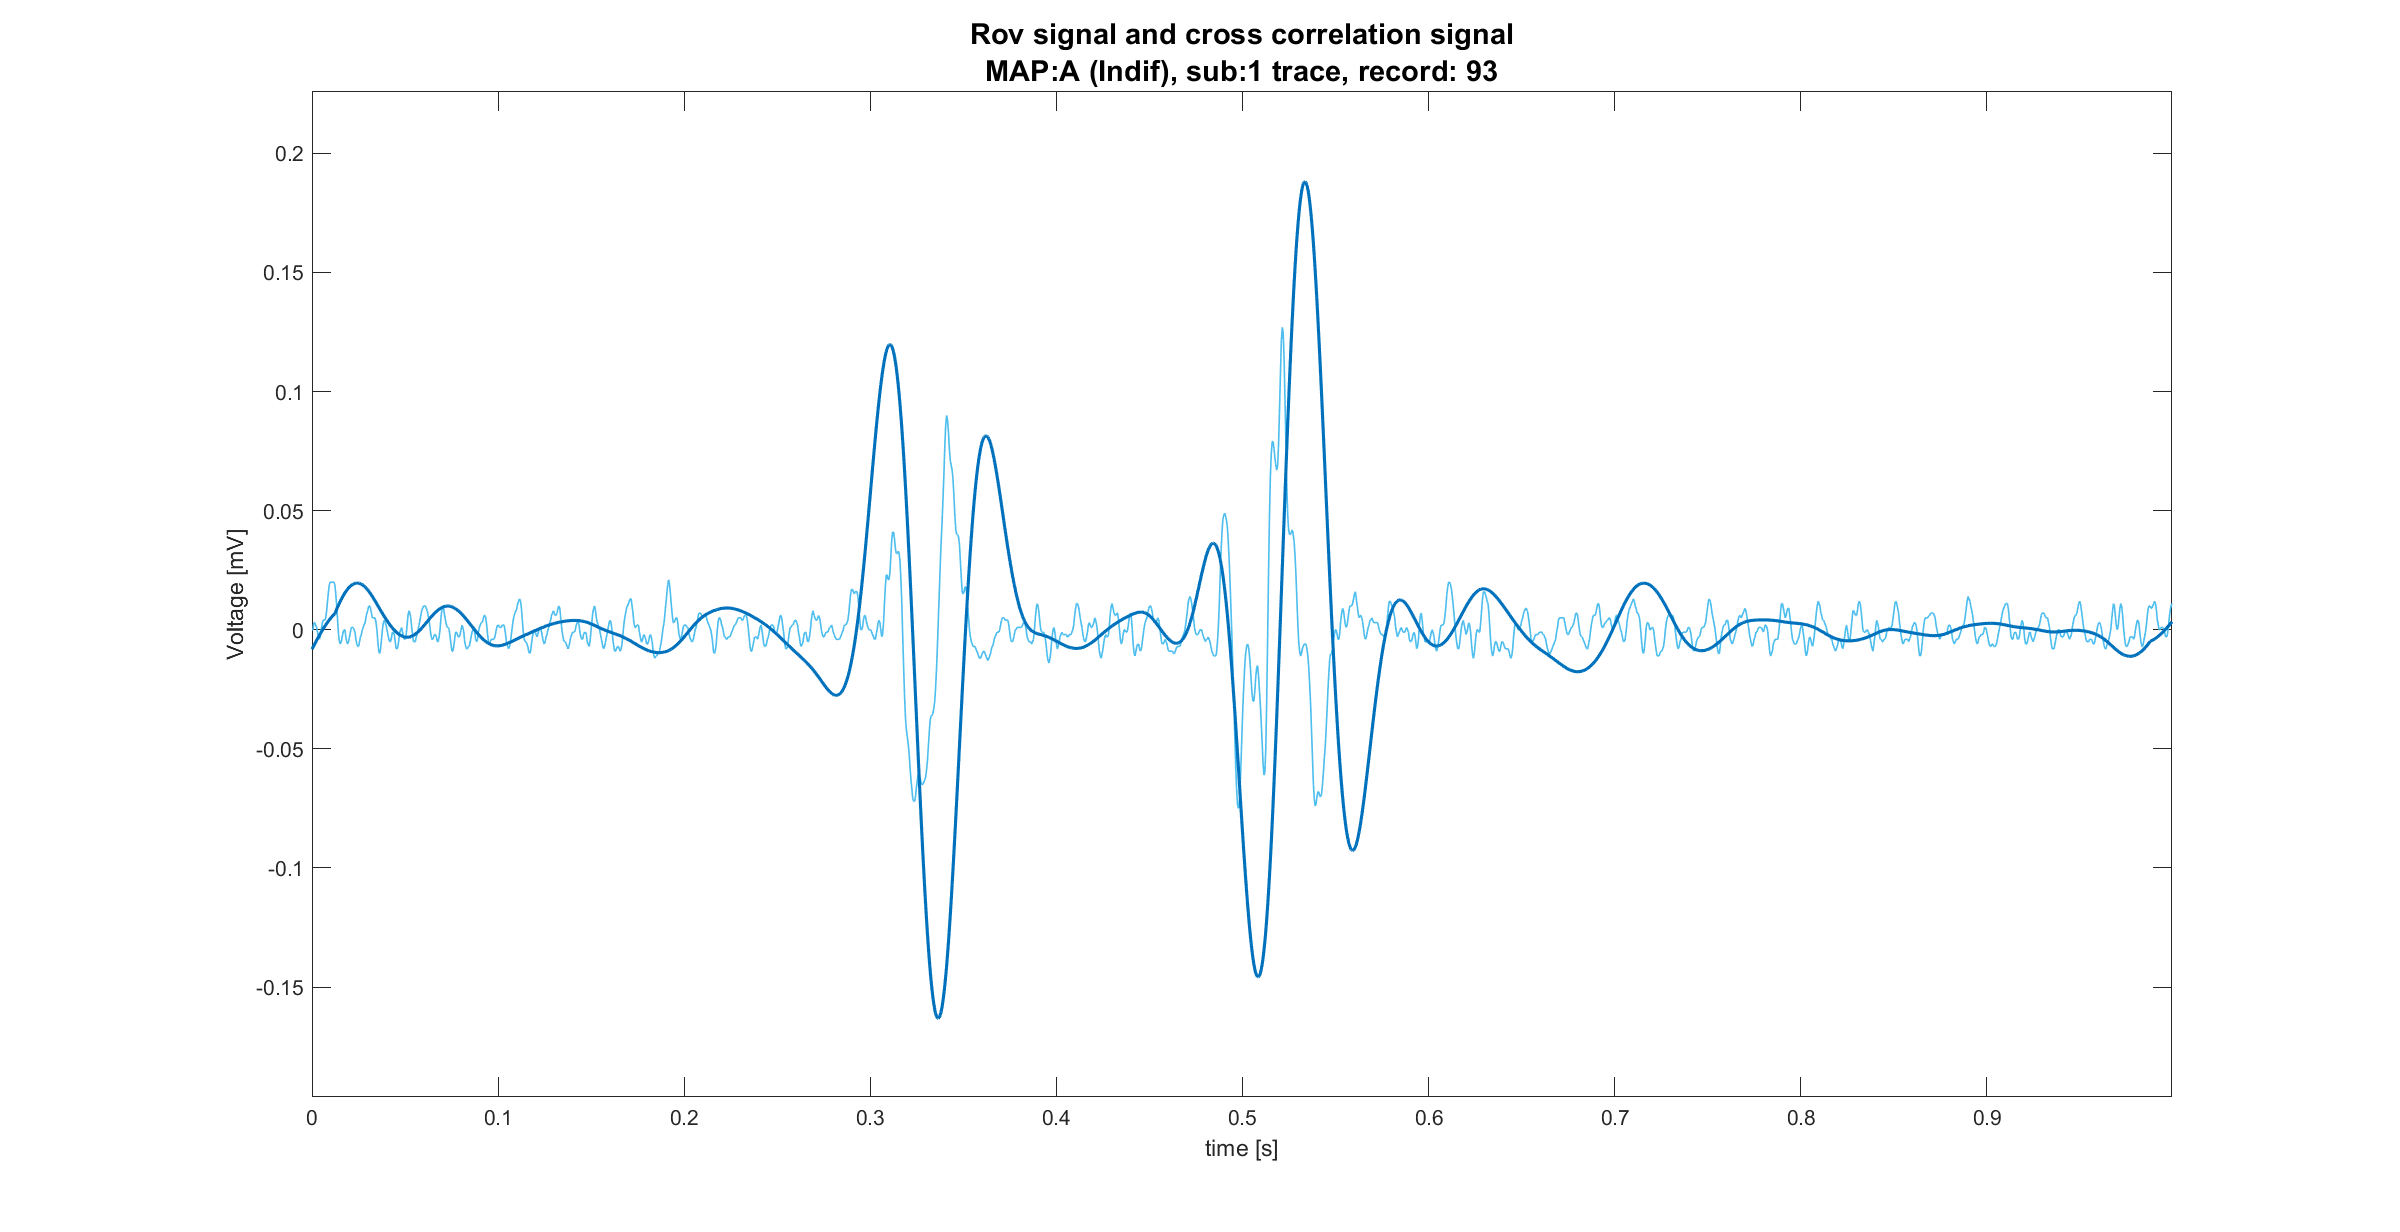 Rov signal and cross correlation signal
MAP:A (Indif), sub:1 trace, record: 93
0.2
0.15
0.1
0.05
0
-0.05
-0.1
-0.15
Voltage [mV]
0 0.1 0.2 0.3 0.4 0.5 0.6 0.7 0.8 0.9
time [s]